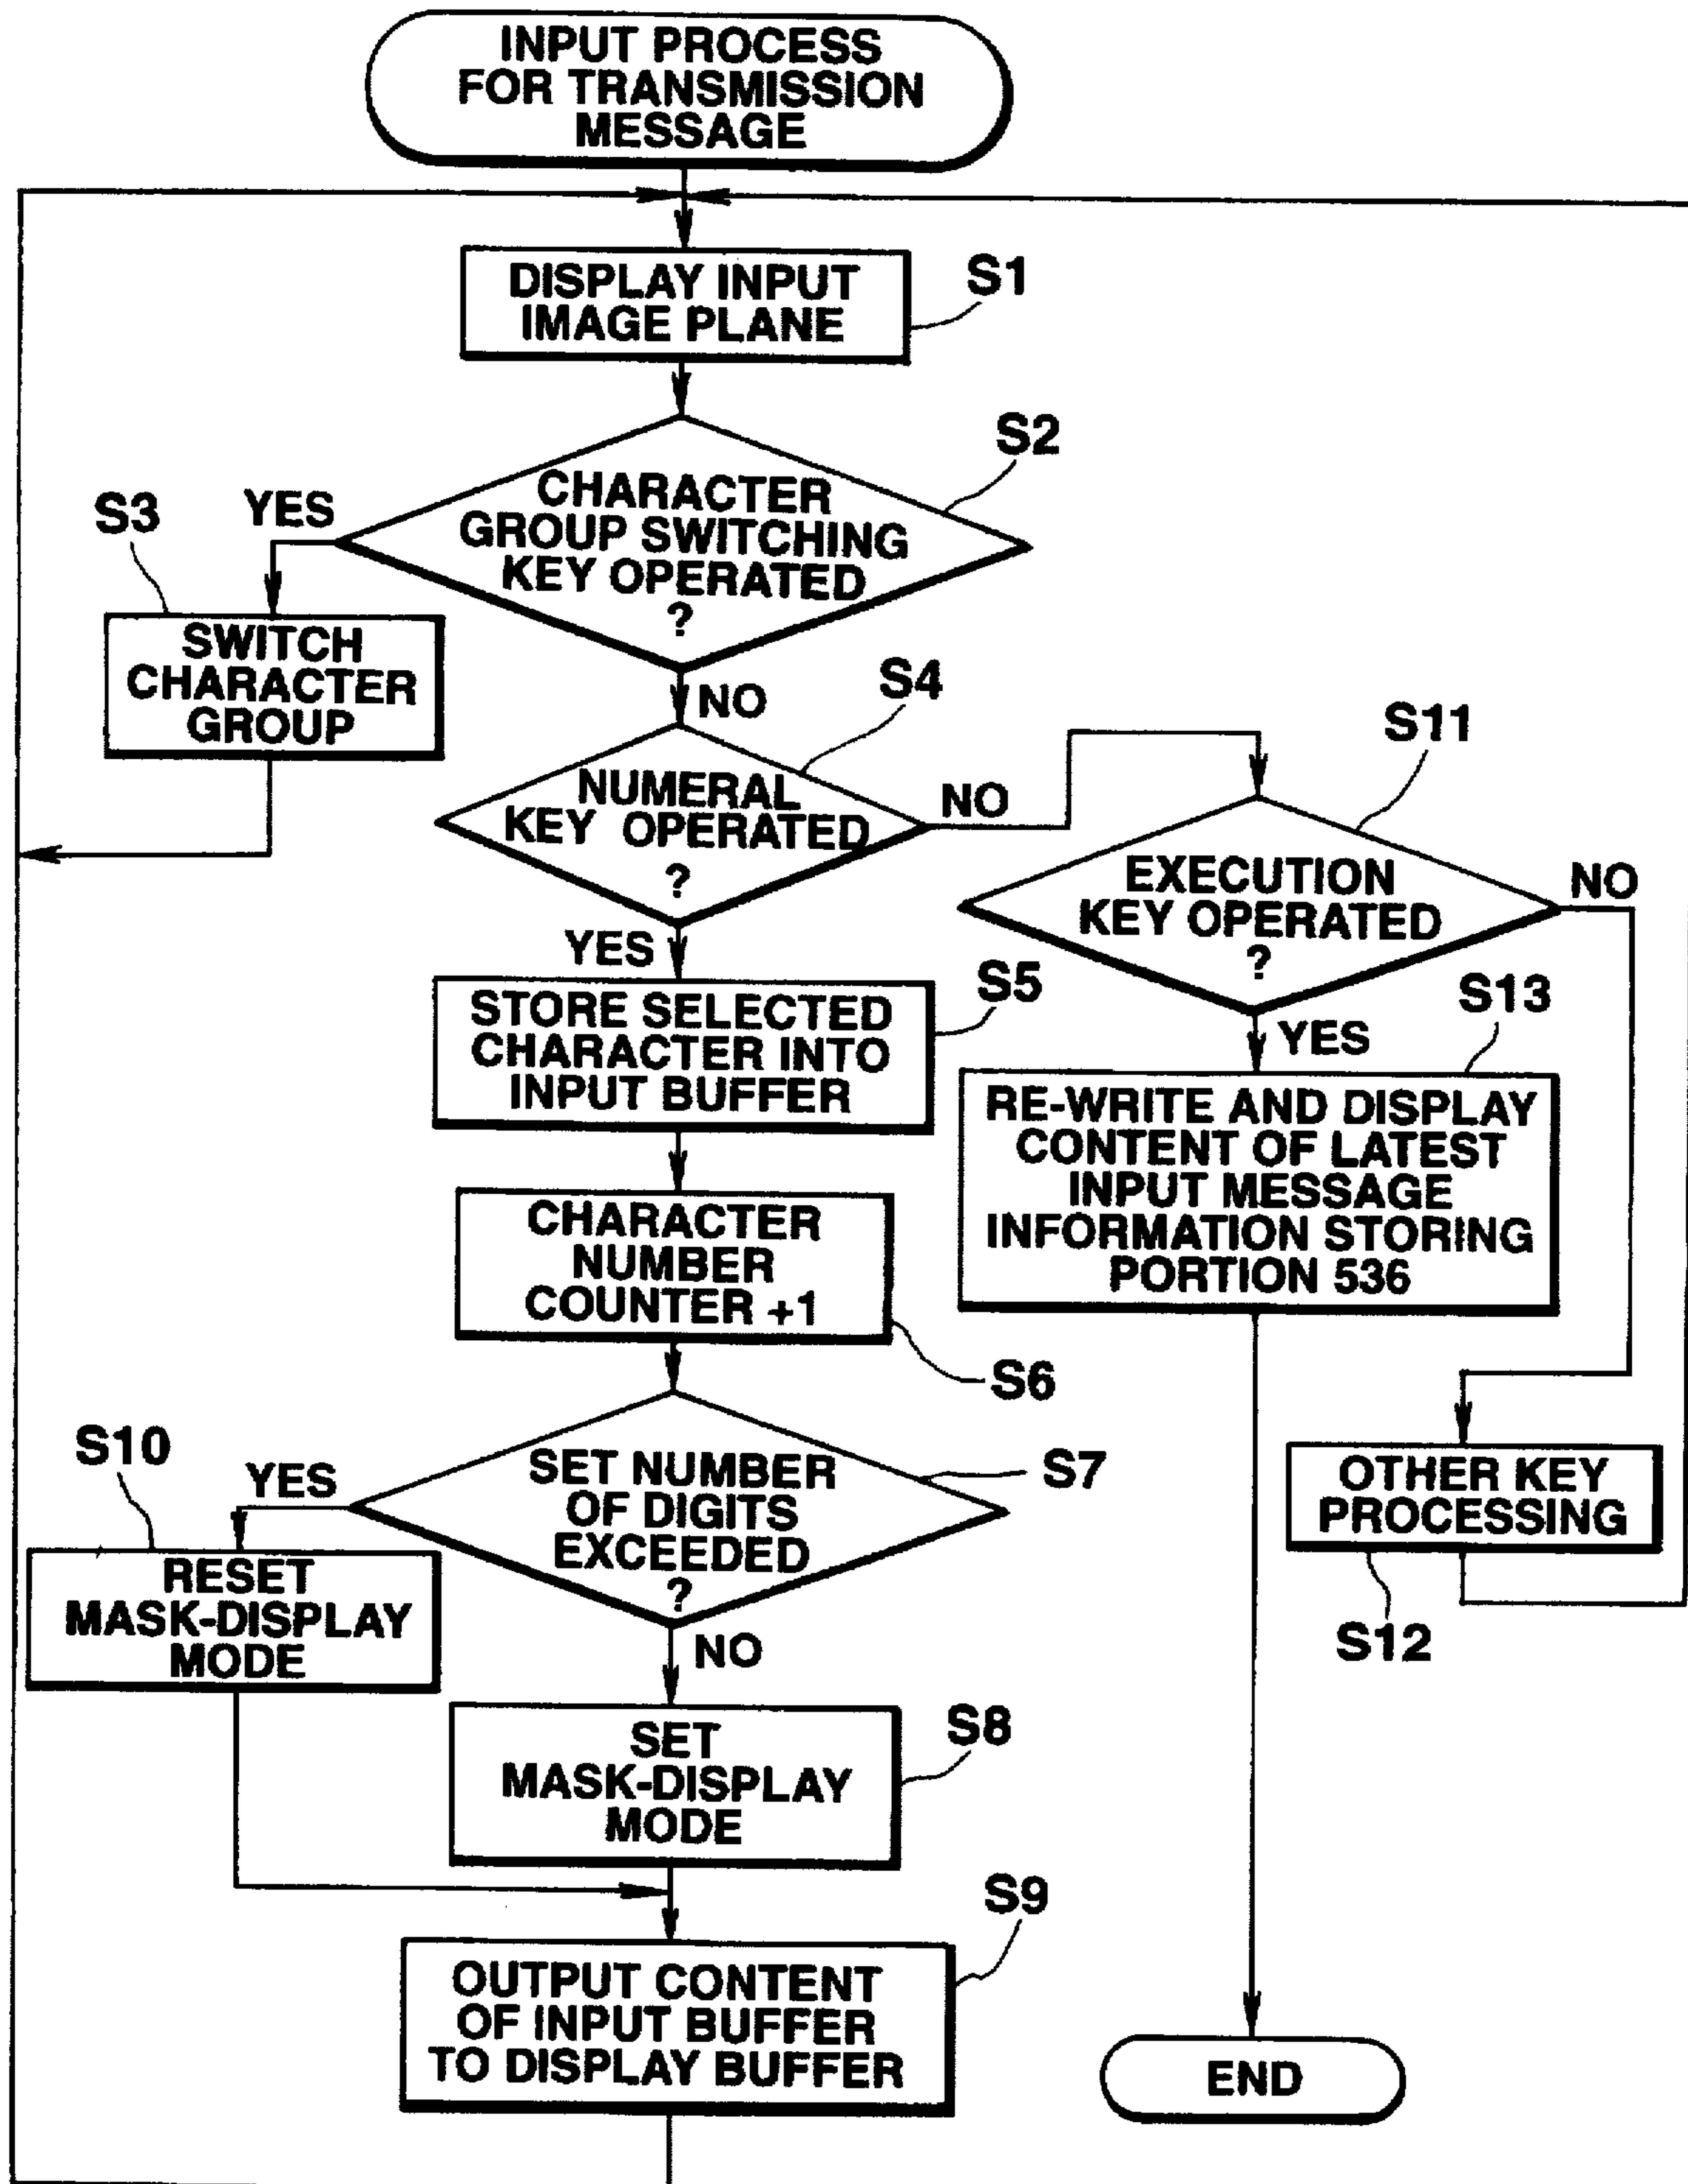 INPUT PROCESS
FOR TRANSMISSION
MESSAGE
DISPLAY INPUT
IMAGE PLANE
S1
CHARACTER
GROUP SWITCHING
KEY OPERATED
?
S2
YES
S3
SWITCH
CHARACTER
GROUP
NO
S4
NUMERAL
KEY OPERATED
?
NO
S11
EXECUTION
KEY OPERATED
?
NO
YES
S5
STORE SELECTED
CHARACTER INTO
INPUT BUFFER
YES
S13
RE-WRITE AND DISPLAY
CONTENT OF LATEST
INPUT MESSAGE
INFORMATION STORING
PORTION 536
CHARACTER
NUMBER
COUNTER +1
S6
SET NUMBER
OF DIGITS
EXCEEDED
?
S7
YES
S10
RESET
MASK-DISPLAY
MODE
OTHER KEY
PROCESSING
S12
NO
SET
MASK-DISPLAY
MODE
S8
S9
OUTPUT CONTENT
OF INPUT BUFFER
TO DISPLAY BUFFER
END